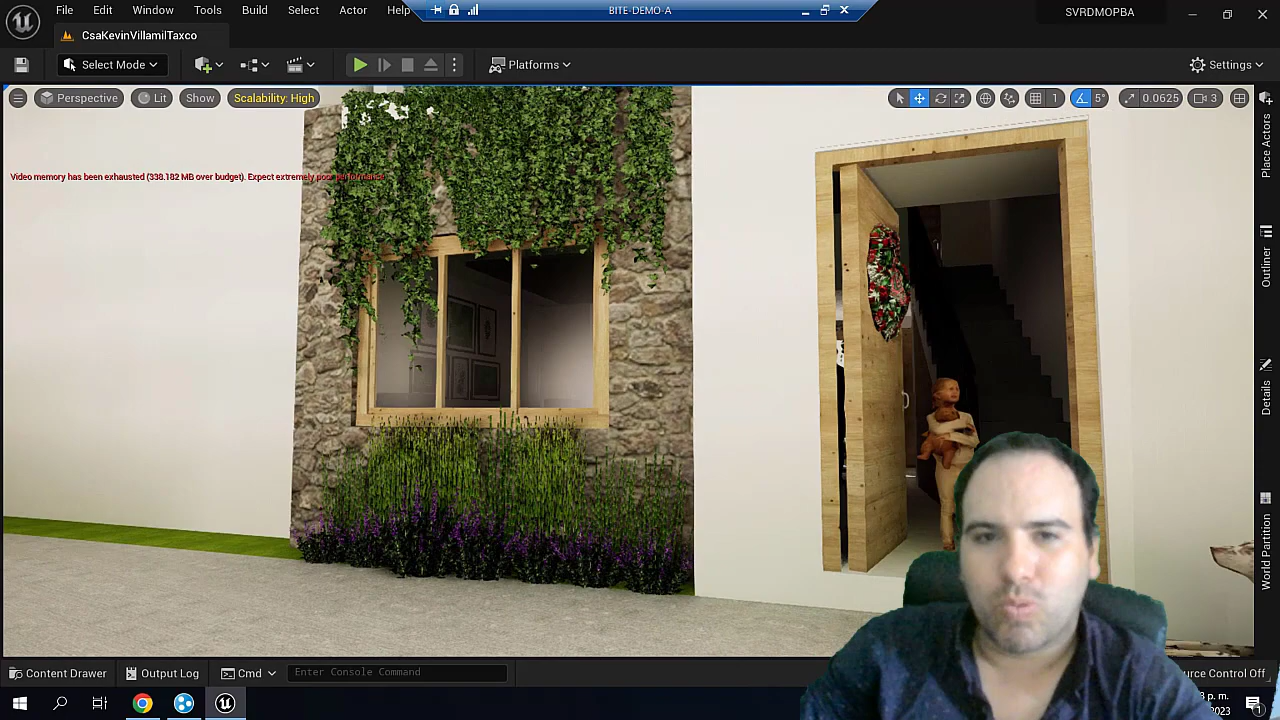 File Edit Window Tools Build Select Actor Help
BITE-DEMO-A
SVRDMOPBA
CsaKevinVillamilTaxco
Select Mode
Platforms
Settings
Perspective
Lit
Show
Scalability: High
1
5°
0.0625
3
Video memory has been exhausted (338.182 MB over budget). Expect extremely poor performance
Place Actors
Outliner
Details
World Partition
Content Drawer
Output Log
Cmd
Enter Console Command
urce Control Off
p. m.
2023